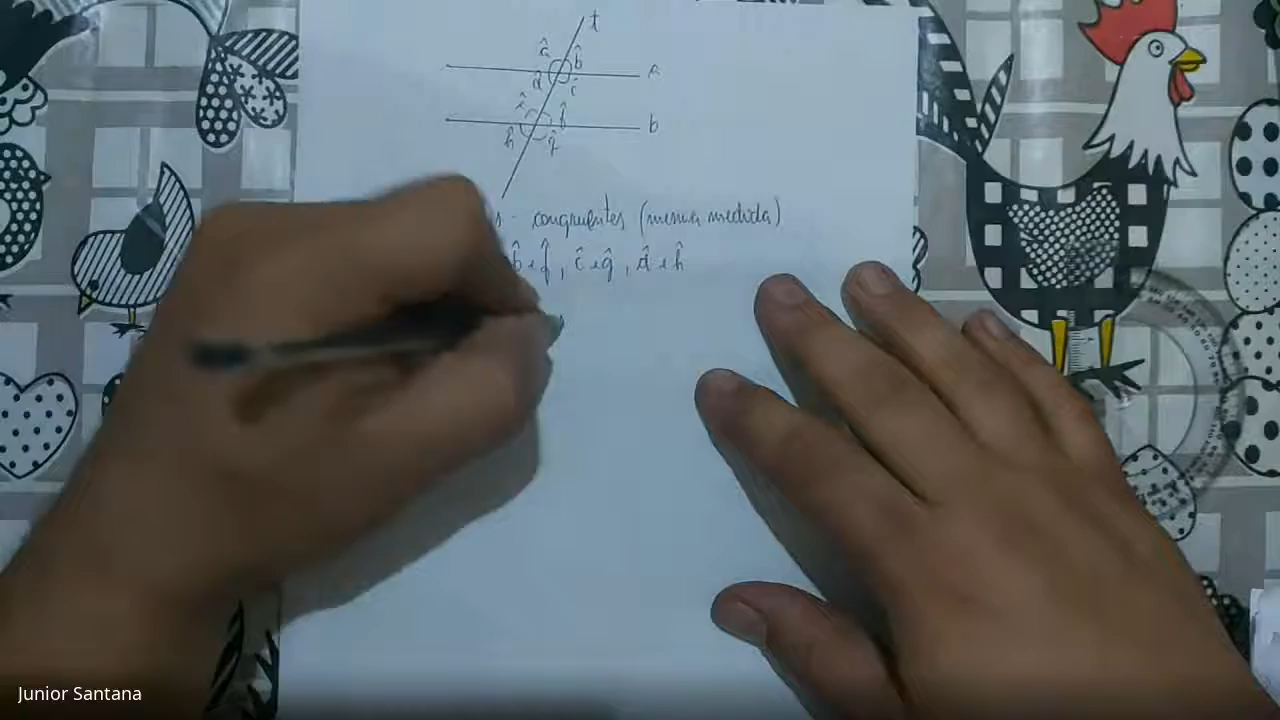 t
â b̂
r
d̂ ĉ
ê f̂
b
ĥ ĝ
- congruentes (mesma medida)
b̂ e f̂, ĉ e ĝ, d̂ e ĥ
Junior Santana